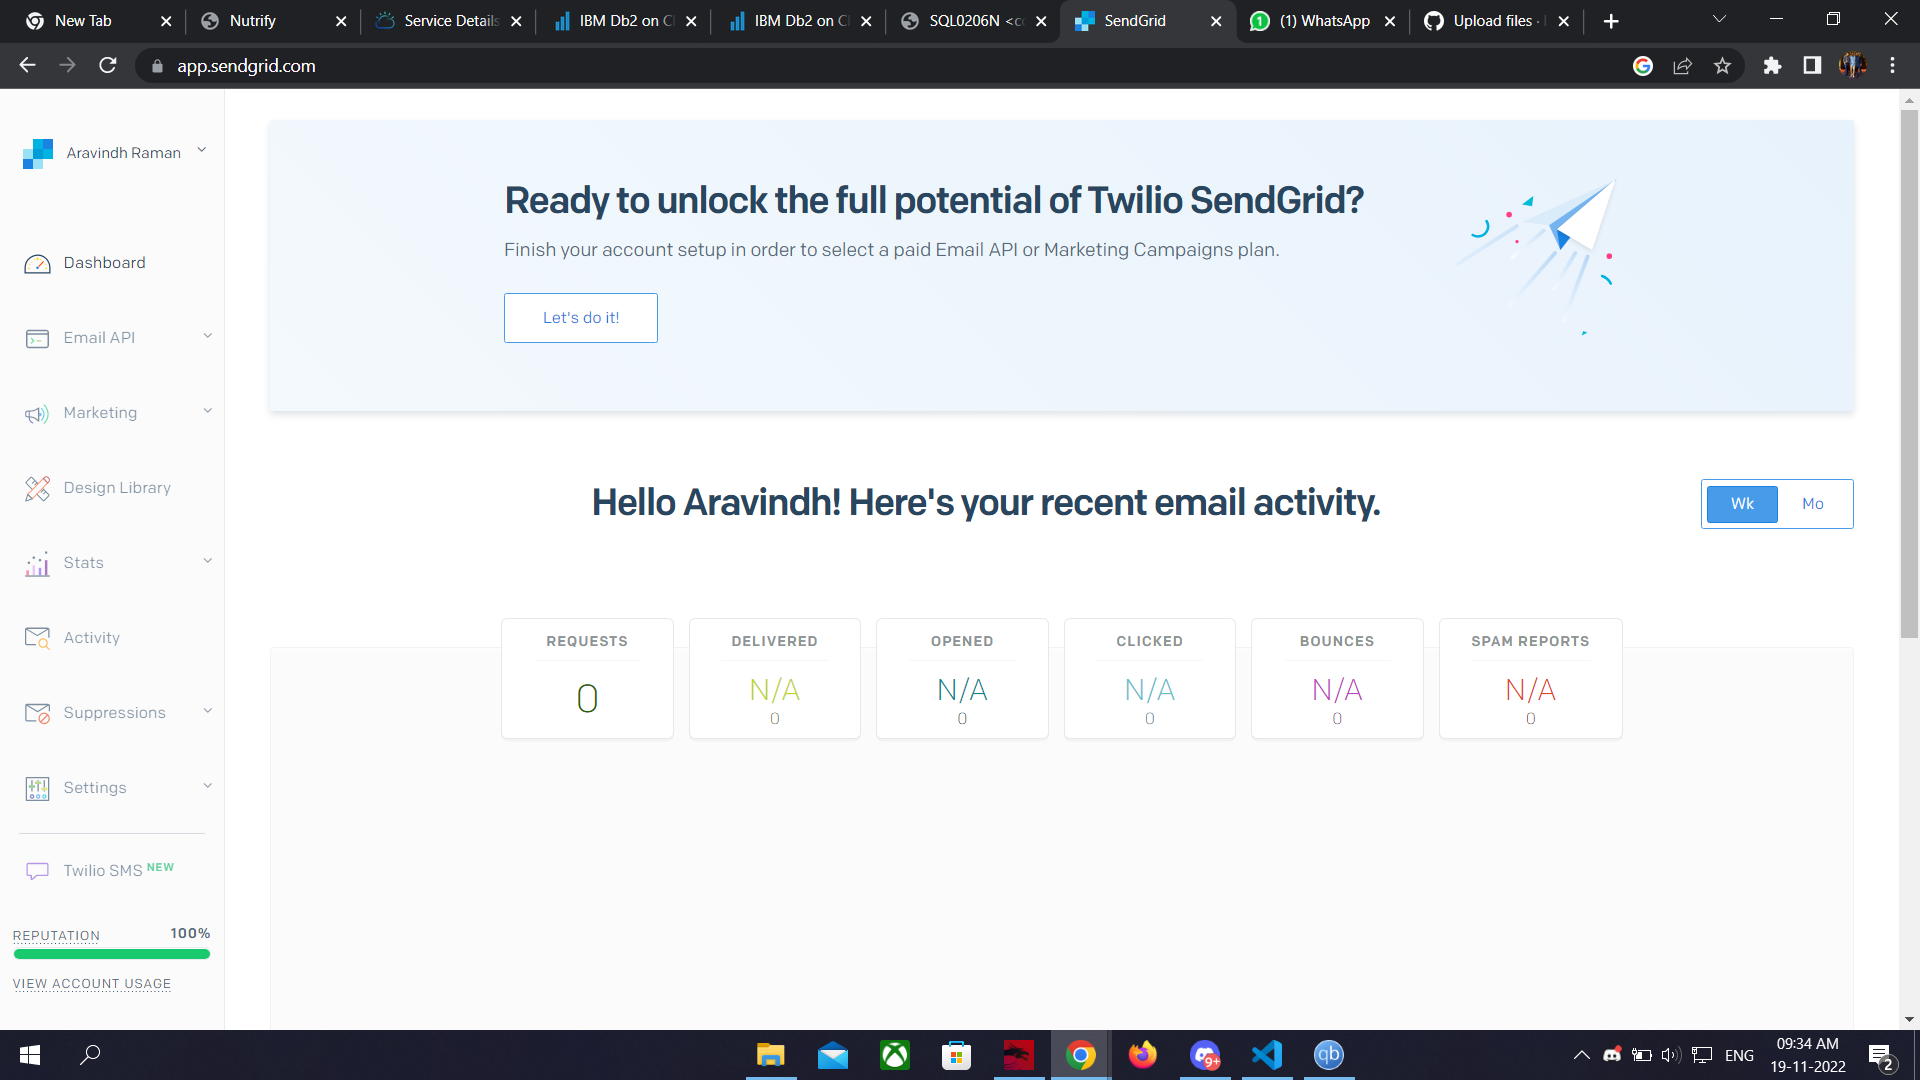 New Tab
Nutrify
Service Details
IBM Db2 on Cl
IBM Db2 on Cl
SQL0206N <co
SendGrid
(1) WhatsApp
Upload files ·
app.sendgrid.com
Aravindh Raman
Dashboard
Email API
Marketing
Design Library
Stats
Activity
Suppressions
Settings
Twilio SMS NEW
REPUTATION 100%
VIEW ACCOUNT USAGE
Ready to unlock the full potential of Twilio SendGrid?
Finish your account setup in order to select a paid Email API or Marketing Campaigns plan.
Let's do it!
Hello Aravindh! Here's your recent email activity.
Wk Mo
REQUESTS
0
DELIVERED
N/A
0
OPENED
N/A
0
CLICKED
N/A
0
BOUNCES
N/A
0
SPAM REPORTS
N/A
0
9+
qb
ENG
09:34 AM
19-11-2022
2